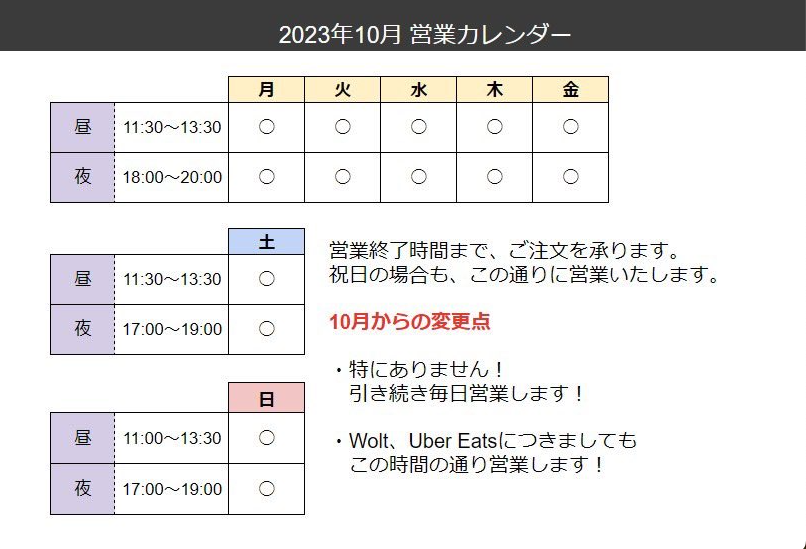 2023年10月 営業カレンダー
月 火 水 木 金
昼 11:30～13:30 〇 〇 〇 〇 〇
夜 18:00～20:00 〇 〇 〇 〇 〇
土
昼 11:30～13:30 〇
夜 17:00～19:00 〇
日
昼 11:00～13:30 〇
夜 17:00～19:00 〇
営業終了時間まで、ご注文を承ります。
祝日の場合も、この通りに営業いたします。
10月からの変更点
・特にありません！
引き続き毎日営業します！
・Wolt、Uber Eatsにつきましても
この時間の通り営業します！